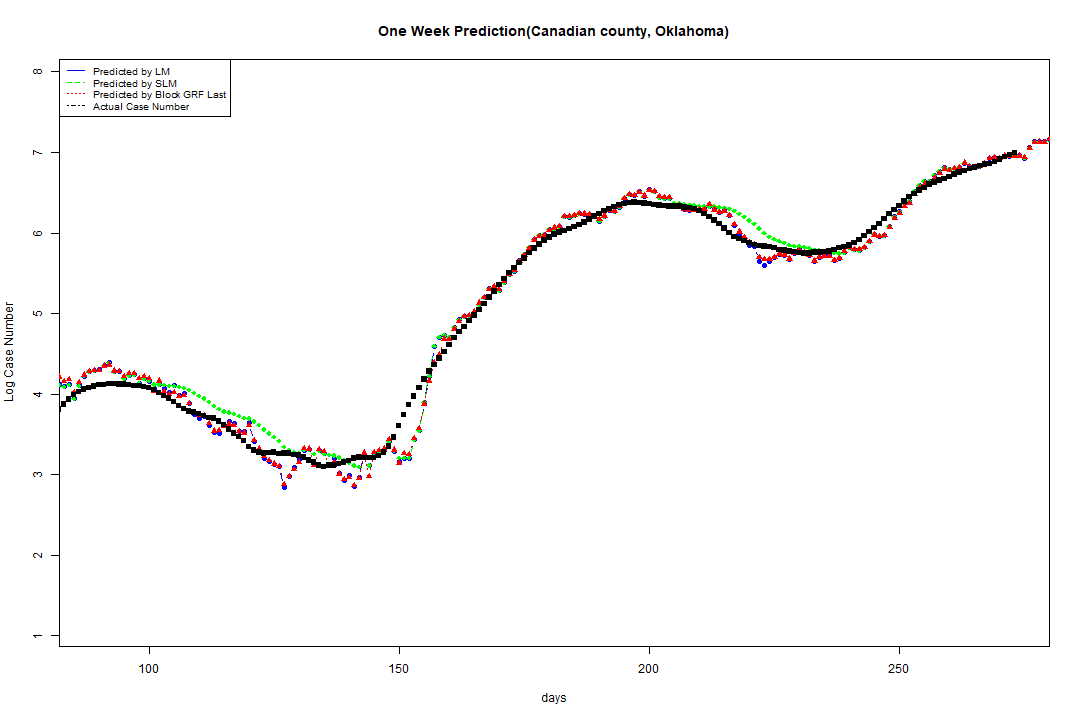 One Week Prediction(Canadian county, Oklahoma)
Predicted by LM
Predicted by SLM
Predicted by Block GRF Last
Actual Case Number
8
7
6
5
4
3
2
1
Log Case Number
100 150 200 250
days